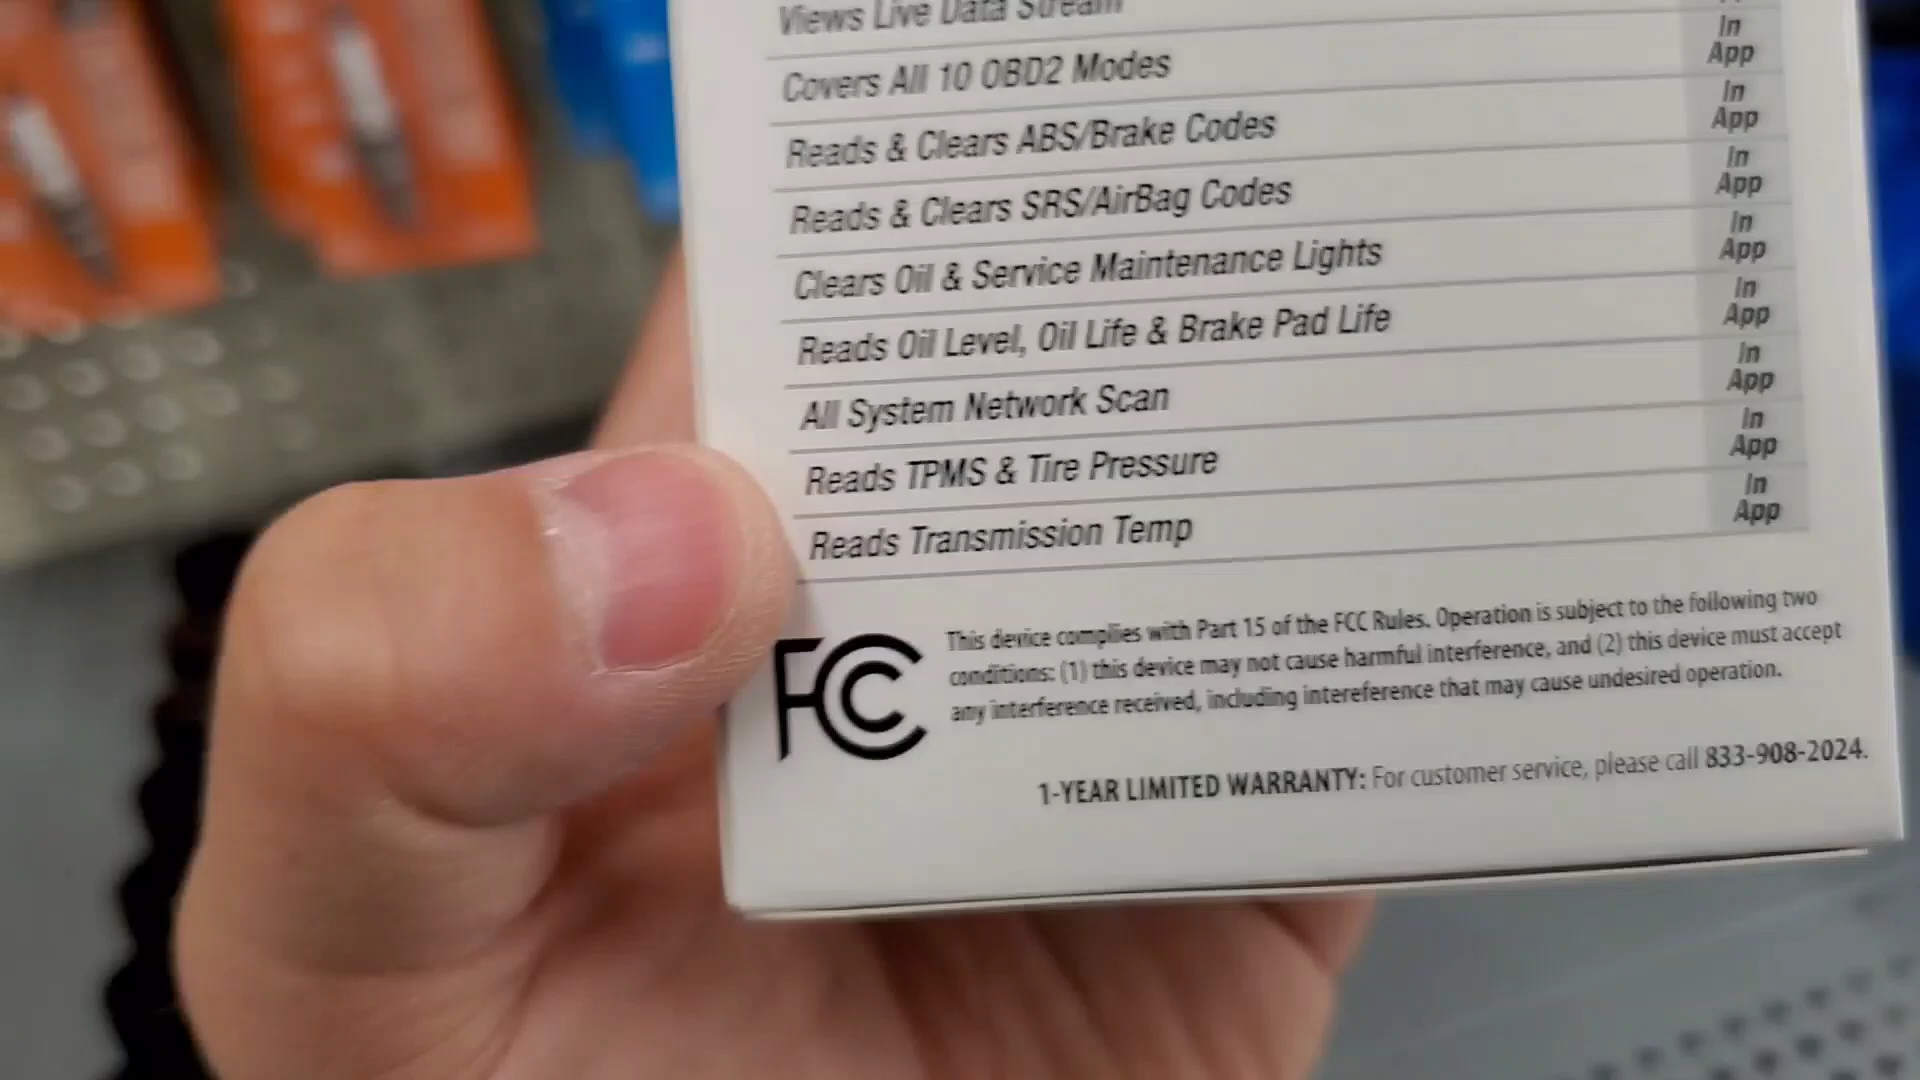 Views Live Data Stream
In App
Covers All 10 OBD2 Modes
In App
Reads & Clears ABS/Brake Codes
In App
Reads & Clears SRS/AirBag Codes
In App
Clears Oil & Service Maintenance Lights
In App
Reads Oil Level, Oil Life & Brake Pad Life
In App
All System Network Scan
In App
Reads TPMS & Tire Pressure
In App
Reads Transmission Temp
FC
This device complies with Part 15 of the FCC Rules. Operation is subject to the following two
conditions: (1) this device may not cause harmful interference, and (2) this device must accept
any interference received, including intereference that may cause undesired operation.
1-YEAR LIMITED WARRANTY: For customer service, please call 833-908-2024.